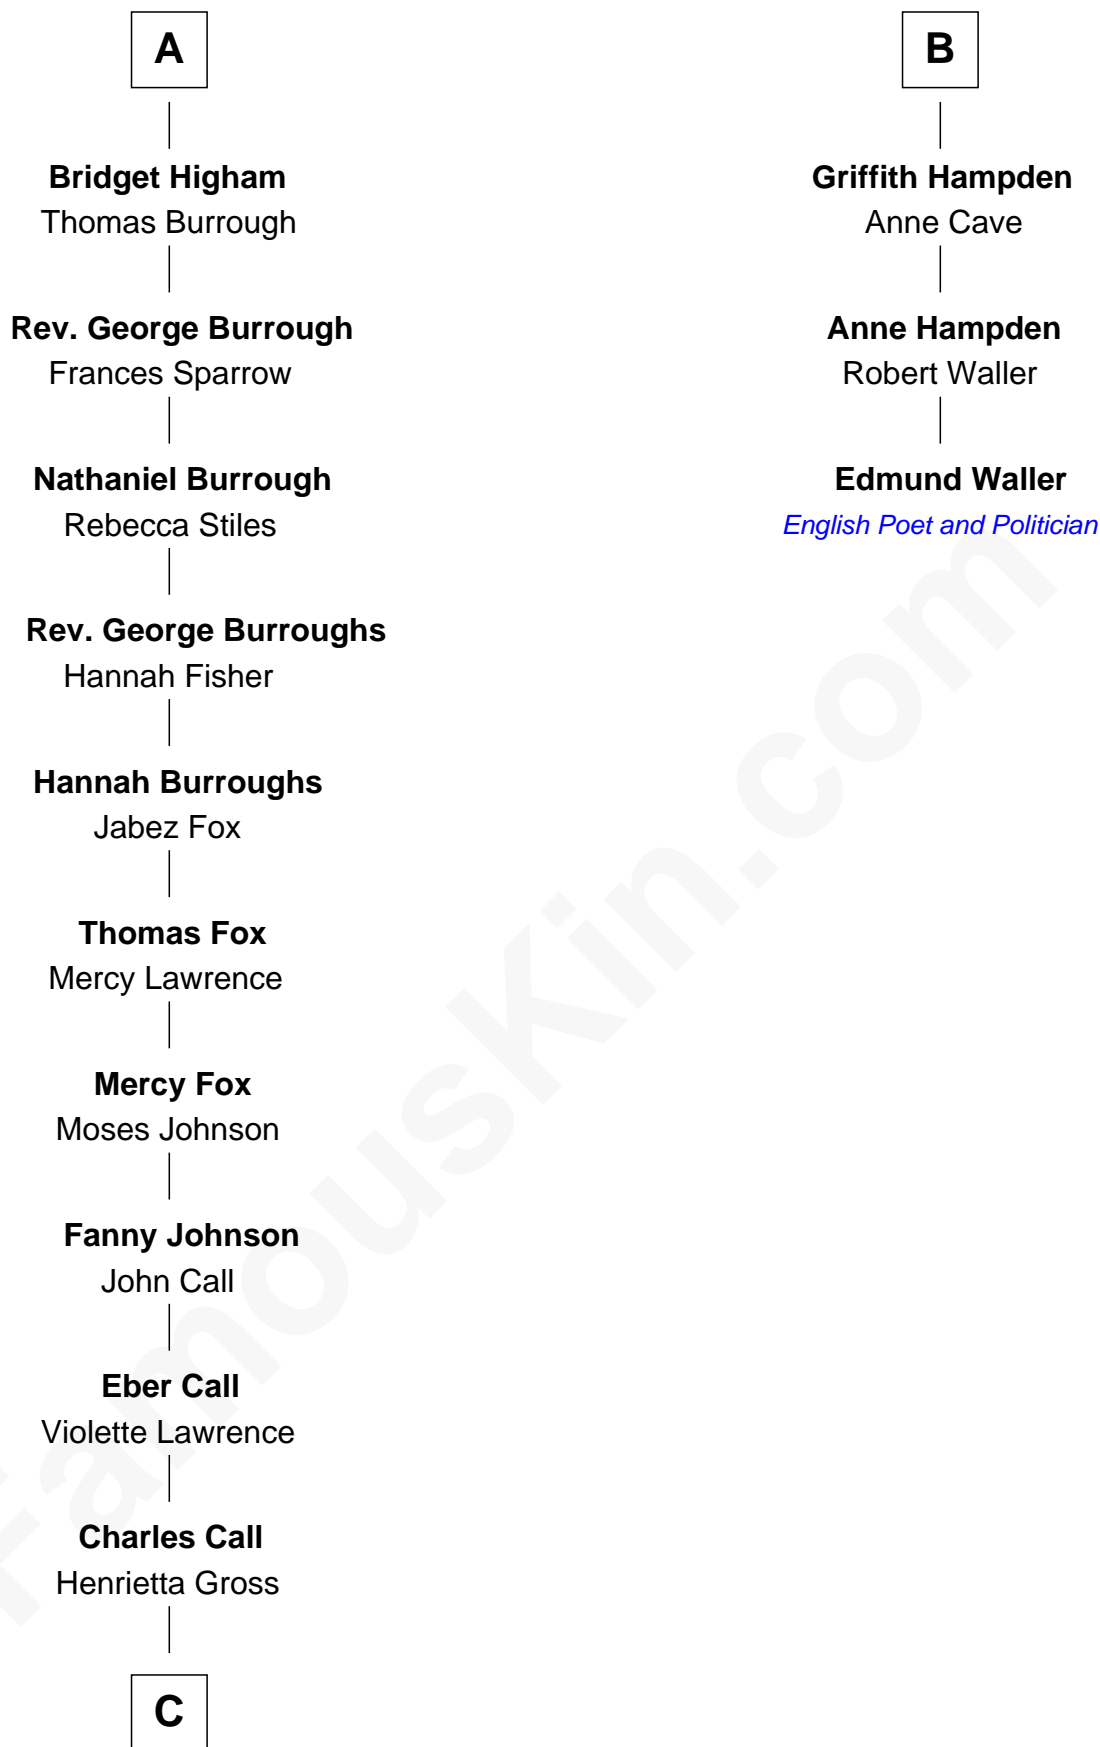 A
Bridget Higham
Thomas Burrough
Rev. George Burrough
Frances Sparrow
Nathaniel Burrough
Rebecca Stiles
Rev. George Burroughs
Hannah Fisher
Hannah Burroughs
Jabez Fox
Thomas Fox
Mercy Lawrence
Mercy Fox
Moses Johnson
Fanny Johnson
John Call
Eber Call
Violette Lawrence
Charles Call
Henrietta Gross
C
B
Griffith Hampden
Anne Cave
Anne Hampden
Robert Waller
Edmund Waller
English Poet and Politician
FamousKin.com